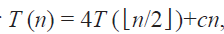 T (n) = 4T (⌊n/2⌋)+cn,